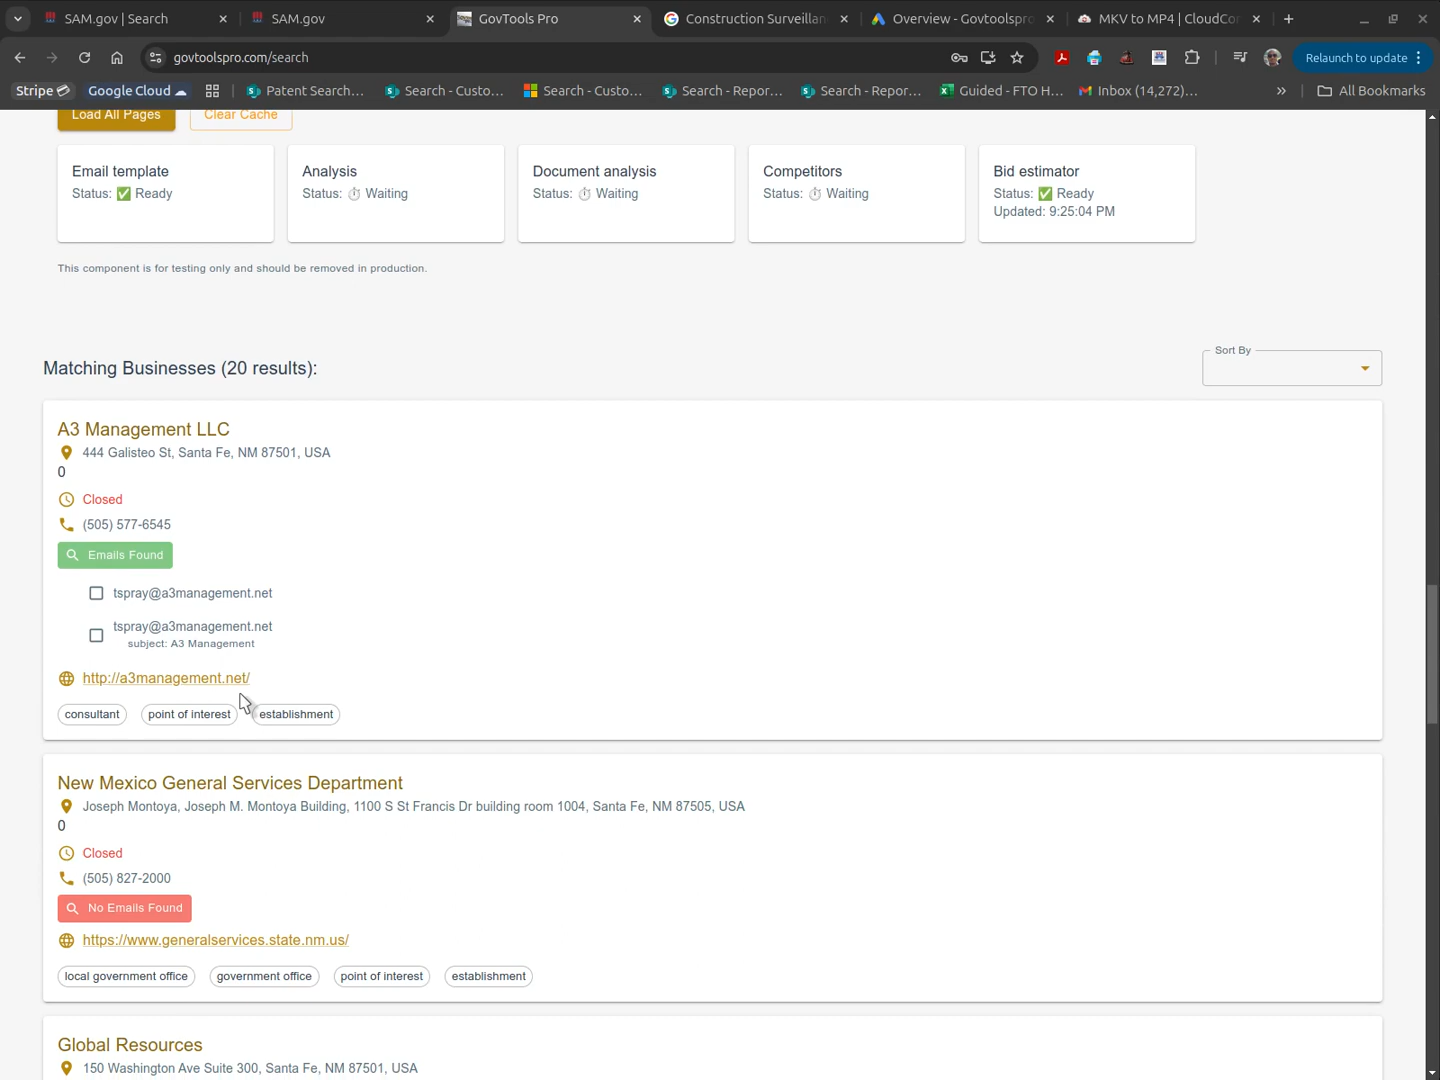 SAM.gov | Search
SAM.gov
GovTools Pro
Construction Surveillan
Overview - Govtoolspro
MKV to MP4 | CloudCon
govtoolspro.com/search
Relaunch to update
Stripe
Google Cloud
Patent Search...
Search - Custo...
Search - Custo...
Search - Repor...
Search - Repor...
Guided - FTO H...
Inbox (14,272)...
»
All Bookmarks
Load All Pages
Clear Cache
Email template
Status: ✅ Ready
Analysis
Status: ⏱ Waiting
Document analysis
Status: ⏱ Waiting
Competitors
Status: ⏱ Waiting
Bid estimator
Status: ✅ Ready
Updated: 9:25:04 PM
This component is for testing only and should be removed in production.
Matching Businesses (20 results):
Sort By
A3 Management LLC
444 Galisteo St, Santa Fe, NM 87501, USA
0
Closed
(505) 577-6545
Emails Found
tspray@a3management.net
tspray@a3management.net
subject: A3 Management
http://a3management.net/
consultant
point of interest
establishment
New Mexico General Services Department
Joseph Montoya, Joseph M. Montoya Building, 1100 S St Francis Dr building room 1004, Santa Fe, NM 87505, USA
0
Closed
(505) 827-2000
No Emails Found
https://www.generalservices.state.nm.us/
local government office
government office
point of interest
establishment
Global Resources
150 Washington Ave Suite 300, Santa Fe, NM 87501, USA